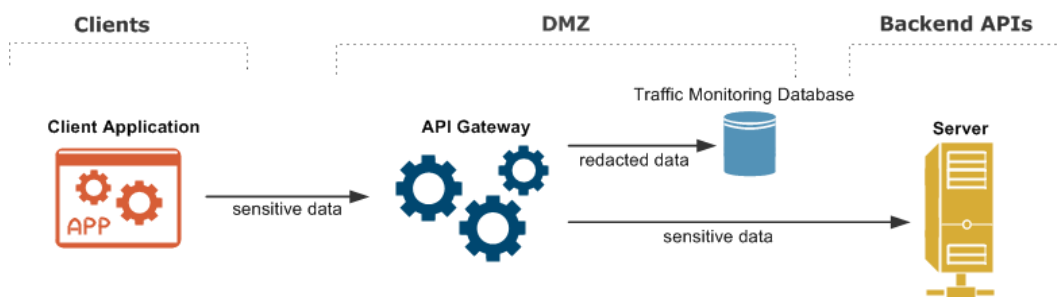 Clients
DMZ
Backend APIs
Traffic Monitoring Database
Client Application
API Gateway
Server
redacted data
APP
sensitive data
sensitive data